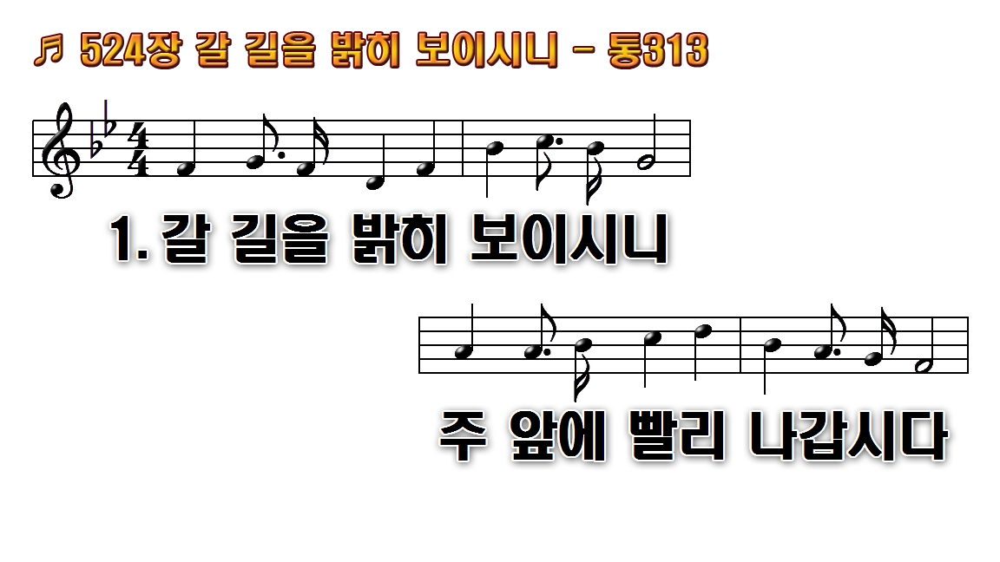 ♬ 524장 갈 길을 밝히 보이시니 - 통313
1. 갈 길을 밝히 보이시니
주 앞에 빨리 나갑시다